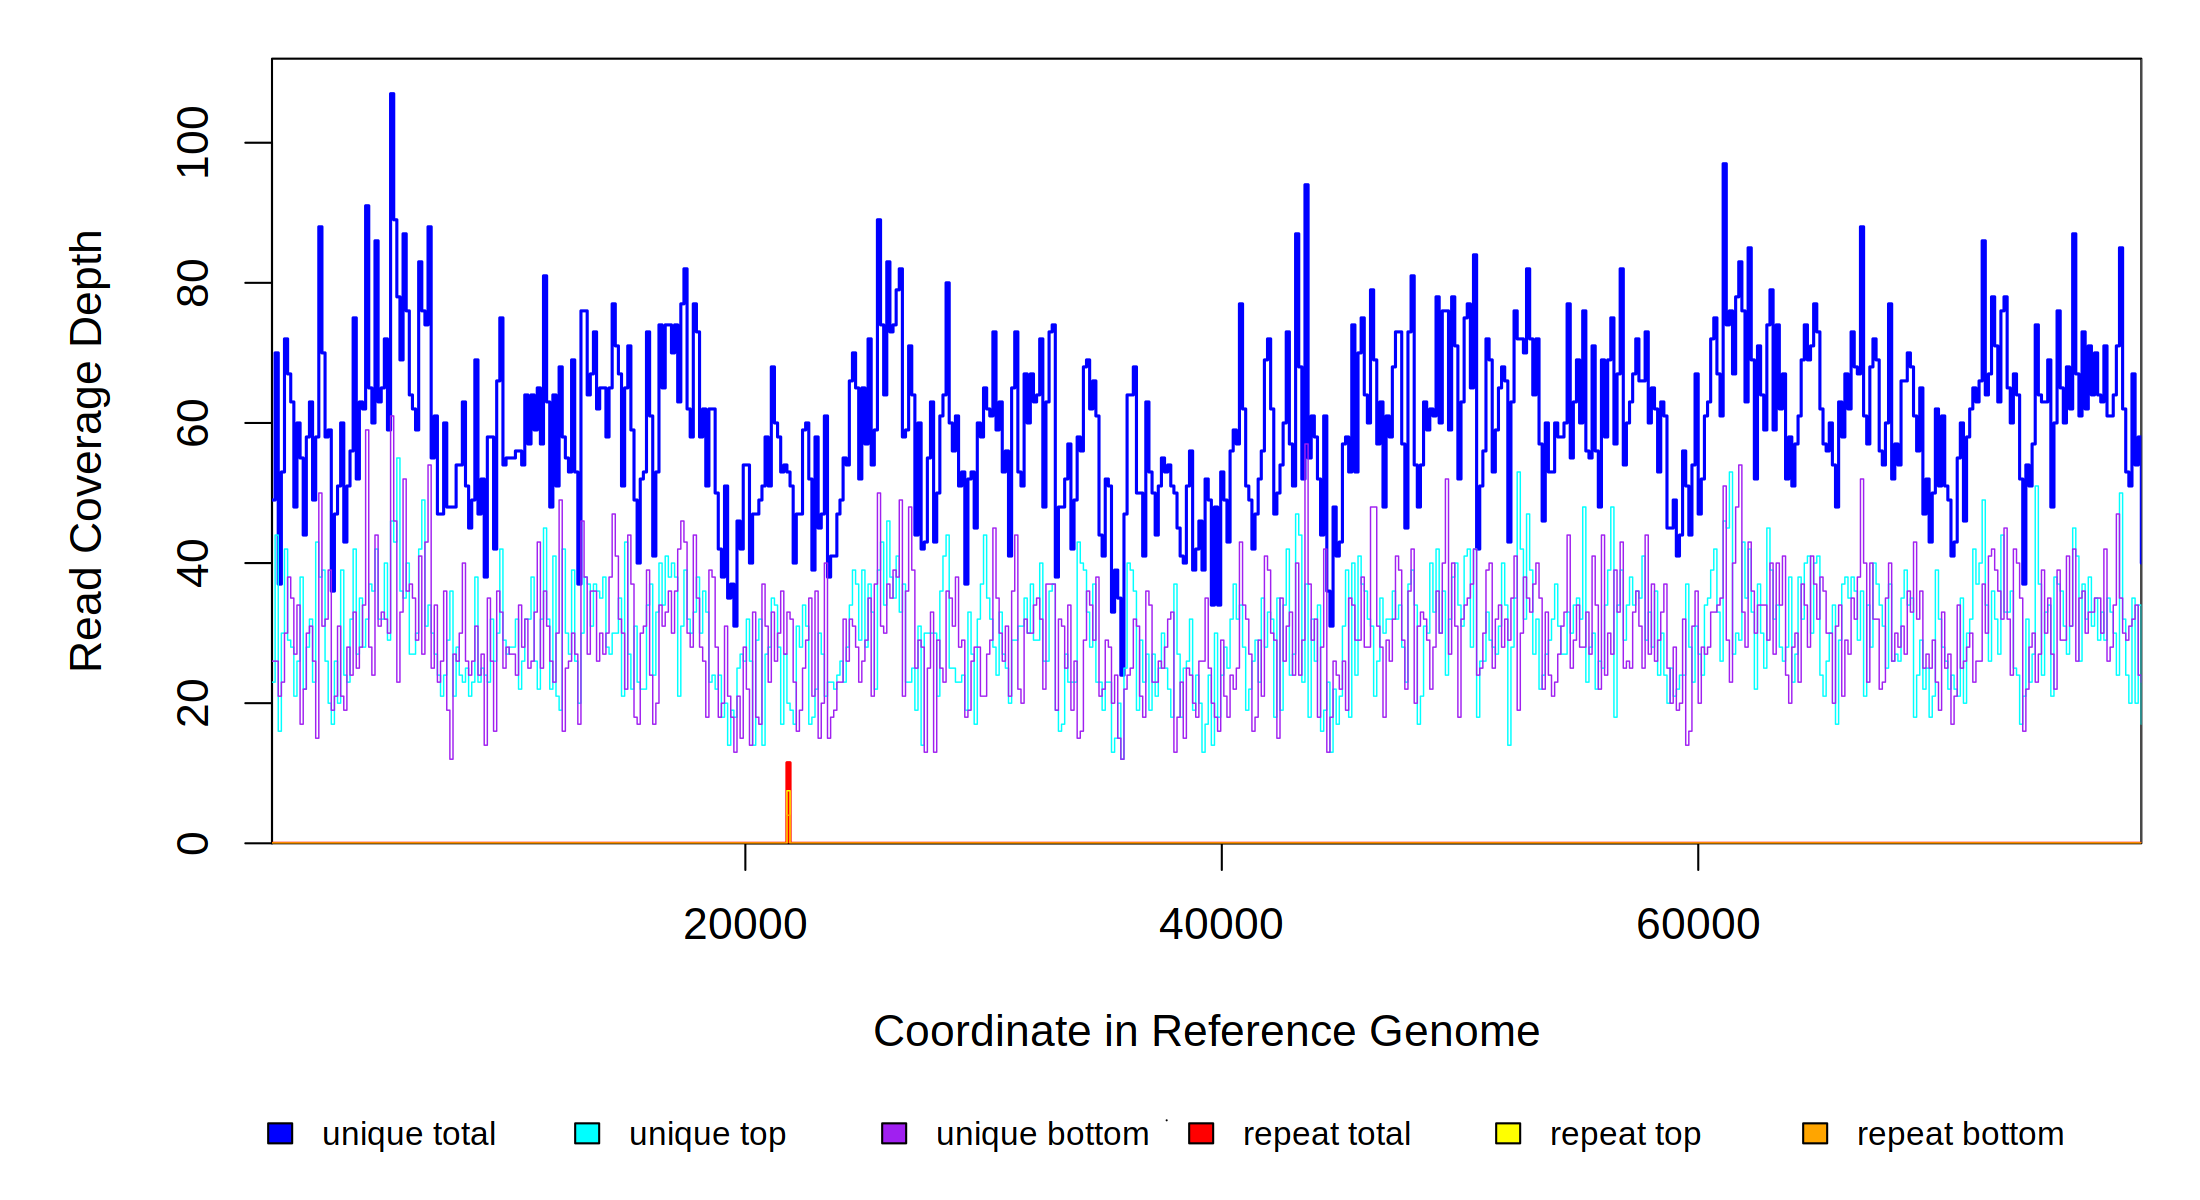 Read Coverage Depth
100
80
60
40
20
0
20000 40000 60000
Coordinate in Reference Genome
unique total unique top unique bottom repeat total repeat top repeat bottom